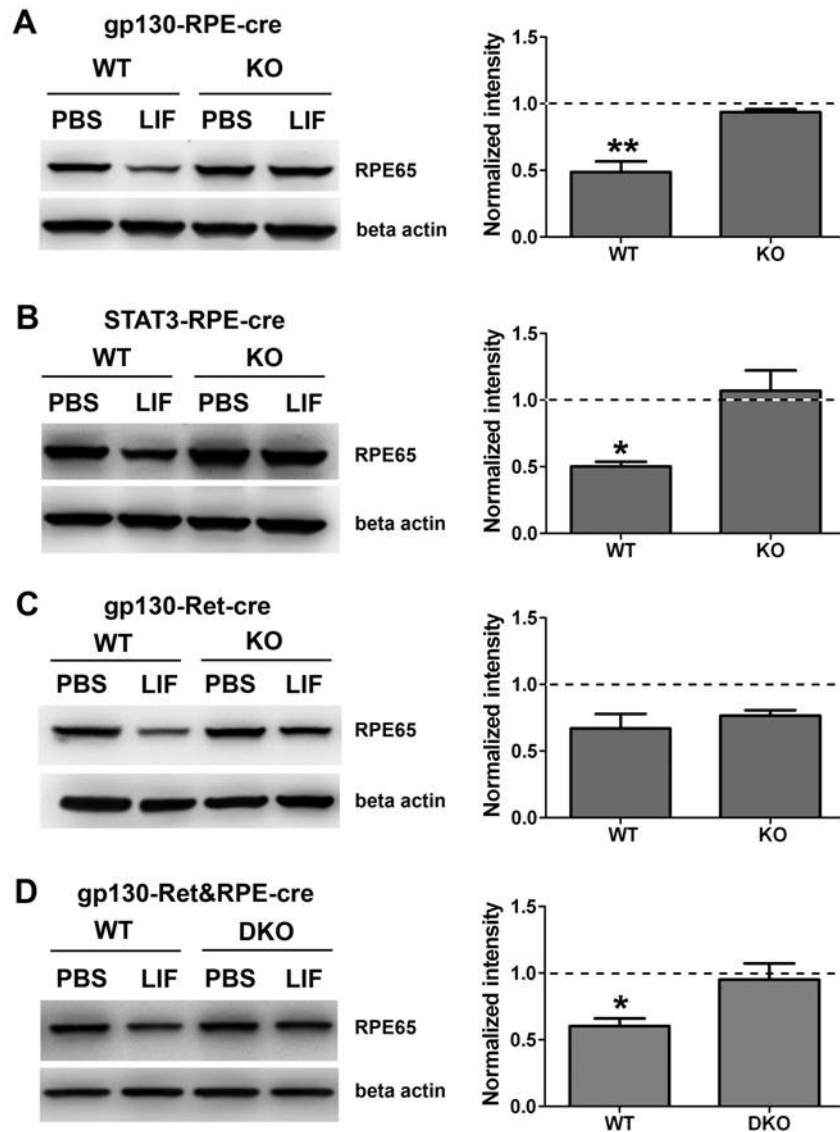 A
gp130-RPE-cre
WT KO
PBS LIF PBS LIF
RPE65
beta actin
Normalized intensity
1.5
1.0
0.5
0.0
**
WT KO
B
STAT3-RPE-cre
WT KO
PBS LIF PBS LIF
RPE65
beta actin
Normalized intensity
1.5
1.0
0.5
0.0
*
WT KO
C
gp130-Ret-cre
WT KO
PBS LIF PBS LIF
RPE65
beta actin
Normalized intensity
1.5
1.0
0.5
0.0
WT KO
D
gp130-Ret&RPE-cre
WT DKO
PBS LIF PBS LIF
RPE65
beta actin
Normalized intensity
1.5
1.0
0.5
0.0
*
WT DKO